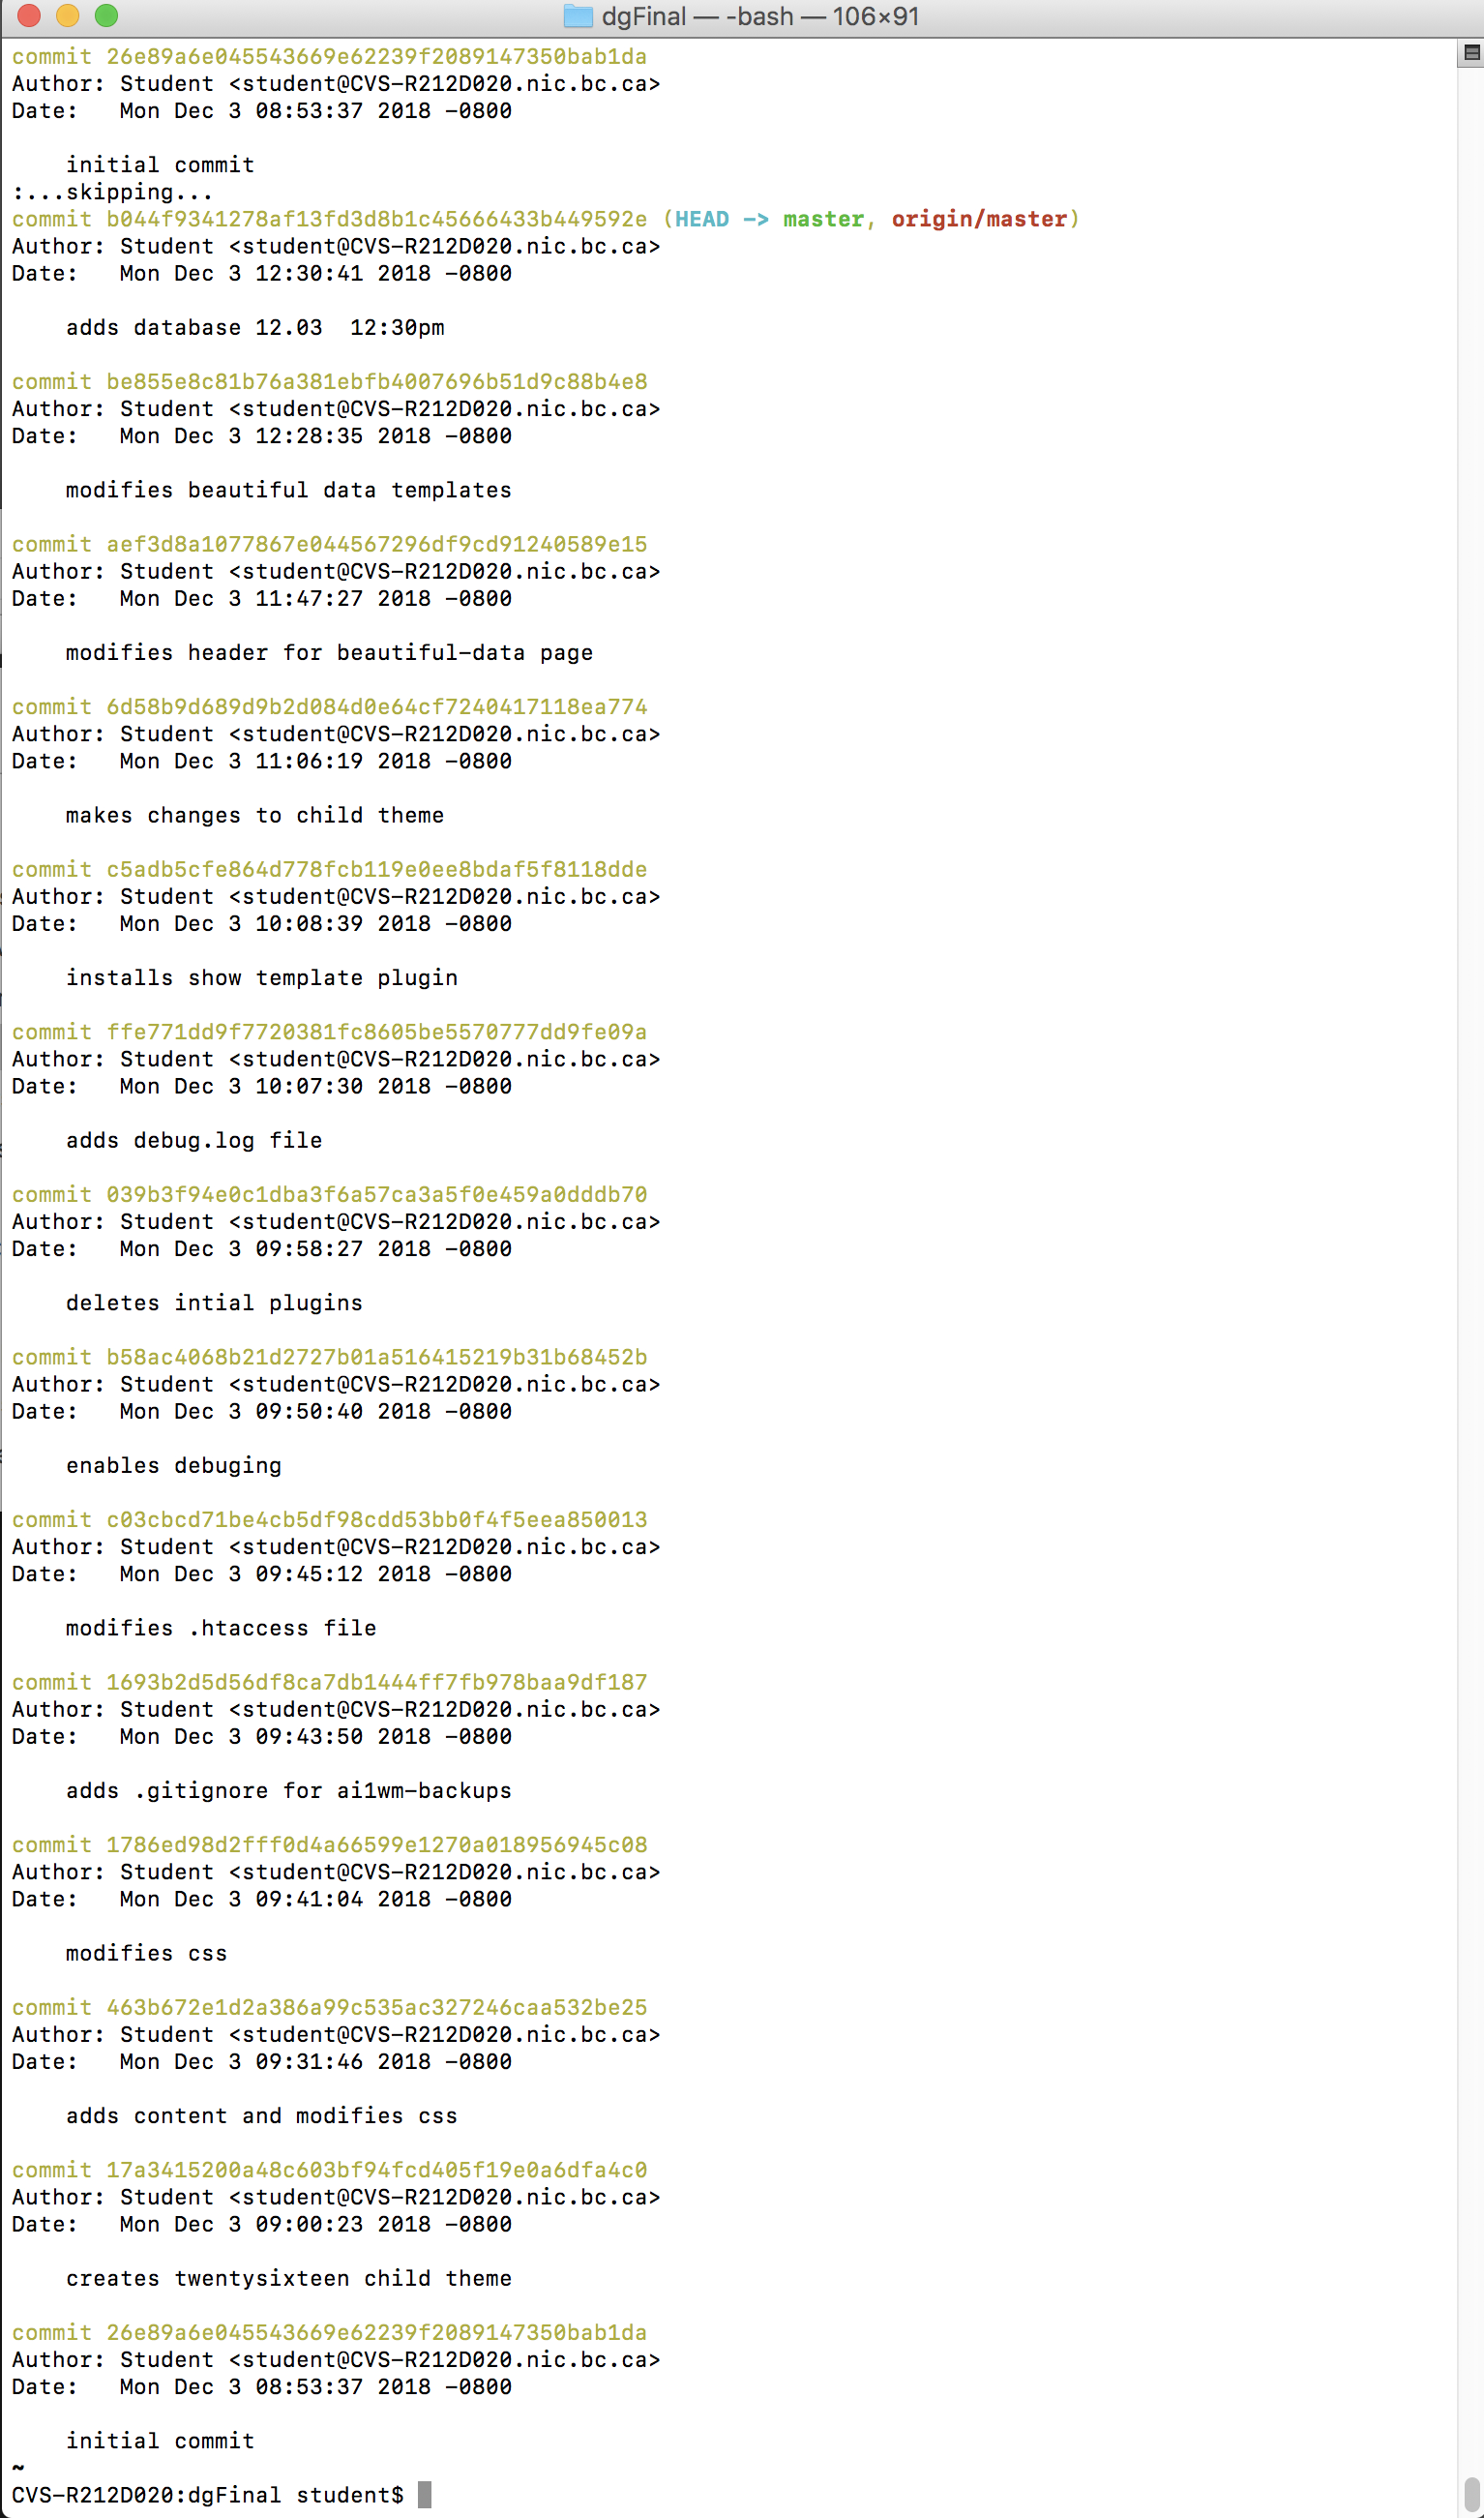 dgFinal — -bash — 106×91
commit 26e89a6e045543669e62239f2089147350bab1da
Author: Student <student@CVS-R212D020.nic.bc.ca>
Date:   Mon Dec 3 08:53:37 2018 -0800
    initial commit
:...skipping...
commit b044f9341278af13fd3d8b1c45666433b449592e (HEAD -> master, origin/master)
Author: Student <student@CVS-R212D020.nic.bc.ca>
Date:   Mon Dec 3 12:30:41 2018 -0800
    adds database 12.03  12:30pm
commit be855e8c81b76a381ebfb4007696b51d9c88b4e8
Author: Student <student@CVS-R212D020.nic.bc.ca>
Date:   Mon Dec 3 12:28:35 2018 -0800
    modifies beautiful data templates
commit aef3d8a1077867e044567296df9cd91240589e15
Author: Student <student@CVS-R212D020.nic.bc.ca>
Date:   Mon Dec 3 11:47:27 2018 -0800
    modifies header for beautiful-data page
commit 6d58b9d689d9b2d084d0e64cf7240417118ea774
Author: Student <student@CVS-R212D020.nic.bc.ca>
Date:   Mon Dec 3 11:06:19 2018 -0800
    makes changes to child theme
commit c5adb5cfe864d778fcb119e0ee8bdaf5f8118dde
Author: Student <student@CVS-R212D020.nic.bc.ca>
Date:   Mon Dec 3 10:08:39 2018 -0800
    installs show template plugin
commit ffe771dd9f7720381fc8605be5570777dd9fe09a
Author: Student <student@CVS-R212D020.nic.bc.ca>
Date:   Mon Dec 3 10:07:30 2018 -0800
    adds debug.log file
commit 039b3f94e0c1dba3f6a57ca3a5f0e459a0dddb70
Author: Student <student@CVS-R212D020.nic.bc.ca>
Date:   Mon Dec 3 09:58:27 2018 -0800
    deletes intial plugins
commit b58ac4068b21d2727b01a516415219b31b68452b
Author: Student <student@CVS-R212D020.nic.bc.ca>
Date:   Mon Dec 3 09:50:40 2018 -0800
    enables debuging
commit c03cbcd71be4cb5df98cdd53bb0f4f5eea850013
Author: Student <student@CVS-R212D020.nic.bc.ca>
Date:   Mon Dec 3 09:45:12 2018 -0800
    modifies .htaccess file
commit 1693b2d5d56df8ca7db1444ff7fb978baa9df187
Author: Student <student@CVS-R212D020.nic.bc.ca>
Date:   Mon Dec 3 09:43:50 2018 -0800
    adds .gitignore for ai1wm-backups
commit 1786ed98d2fff0d4a66599e1270a018956945c08
Author: Student <student@CVS-R212D020.nic.bc.ca>
Date:   Mon Dec 3 09:41:04 2018 -0800
    modifies css
commit 463b672e1d2a386a99c535ac327246caa532be25
Author: Student <student@CVS-R212D020.nic.bc.ca>
Date:   Mon Dec 3 09:31:46 2018 -0800
    adds content and modifies css
commit 17a3415200a48c603bf94fcd405f19e0a6dfa4c0
Author: Student <student@CVS-R212D020.nic.bc.ca>
Date:   Mon Dec 3 09:00:23 2018 -0800
    creates twentysixteen child theme
commit 26e89a6e045543669e62239f2089147350bab1da
Author: Student <student@CVS-R212D020.nic.bc.ca>
Date:   Mon Dec 3 08:53:37 2018 -0800
    initial commit
~
CVS-R212D020:dgFinal student$